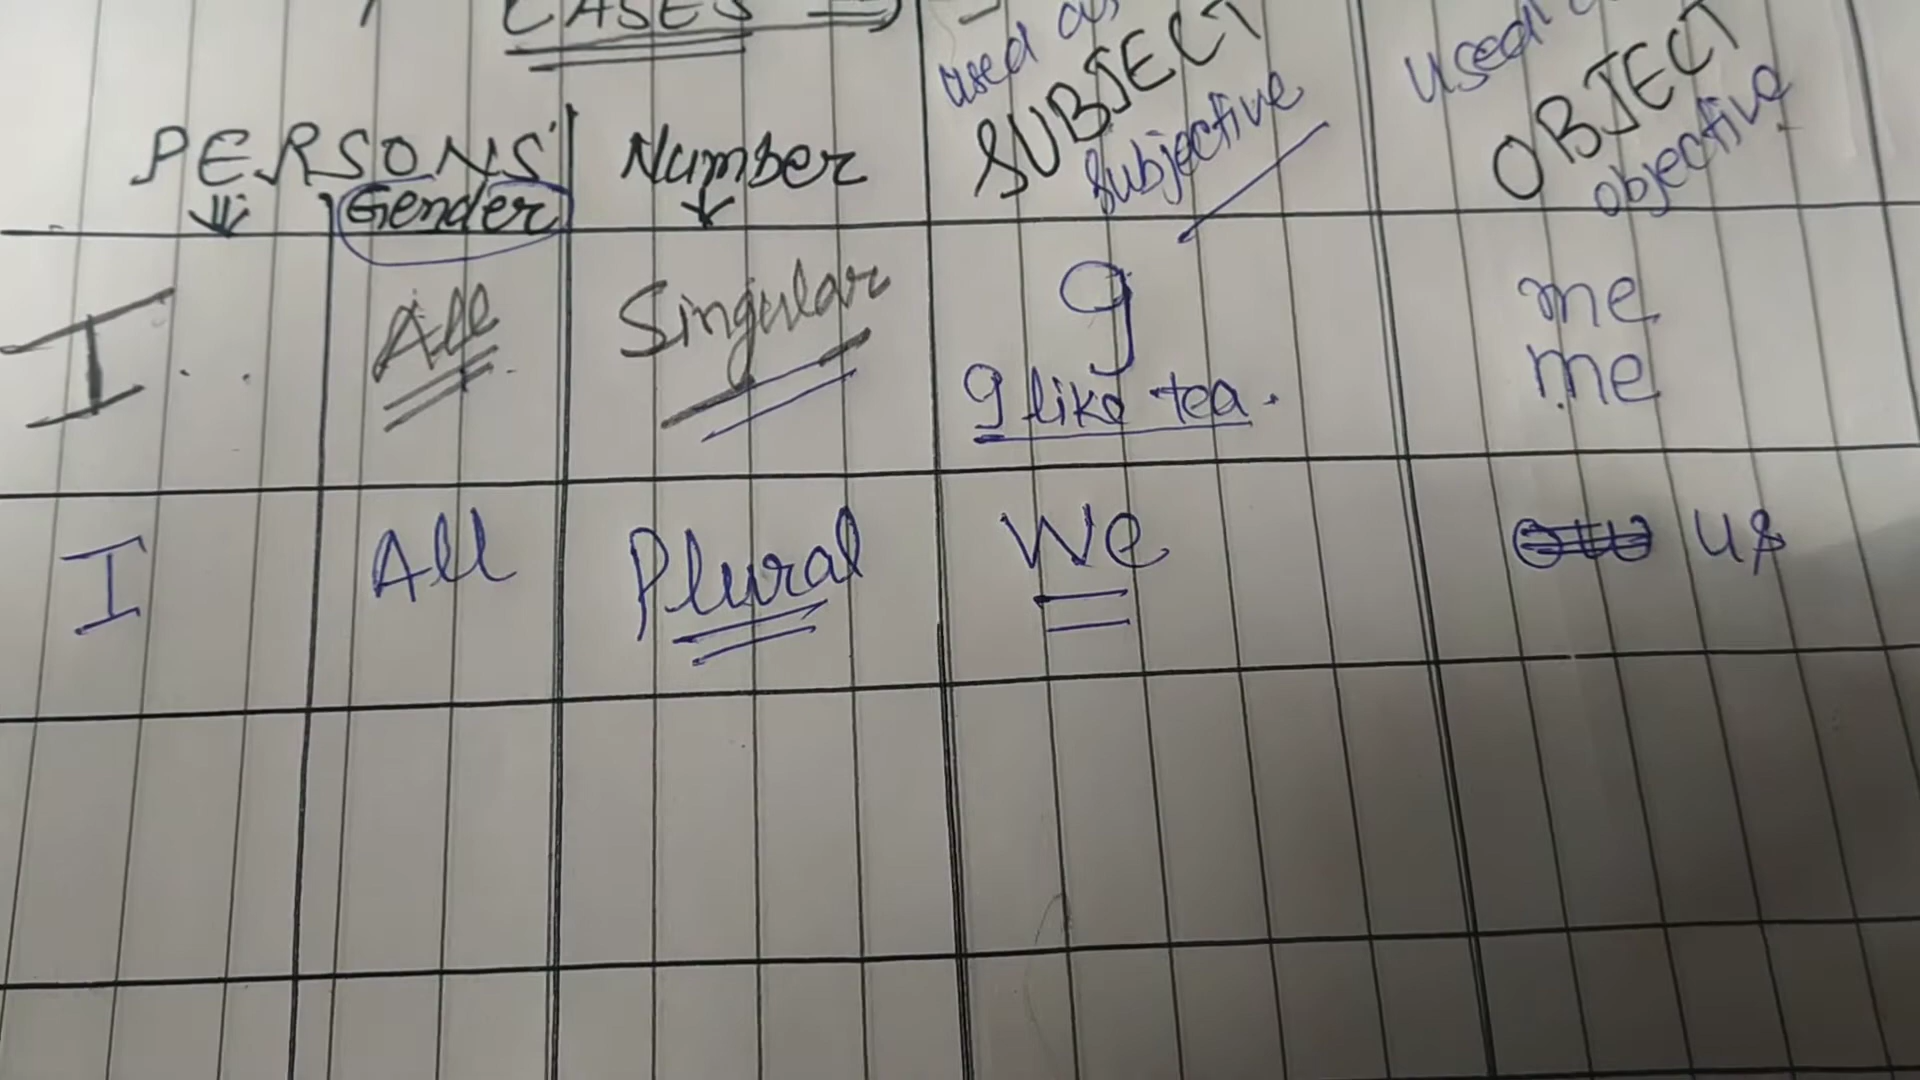 CASES
used as
SUBJECT
subjective
used
OBJECT
objective
PERSONS
Gender
Number
I
All
Singular
I
I like tea.
me
me
I
All
Plural
We
us